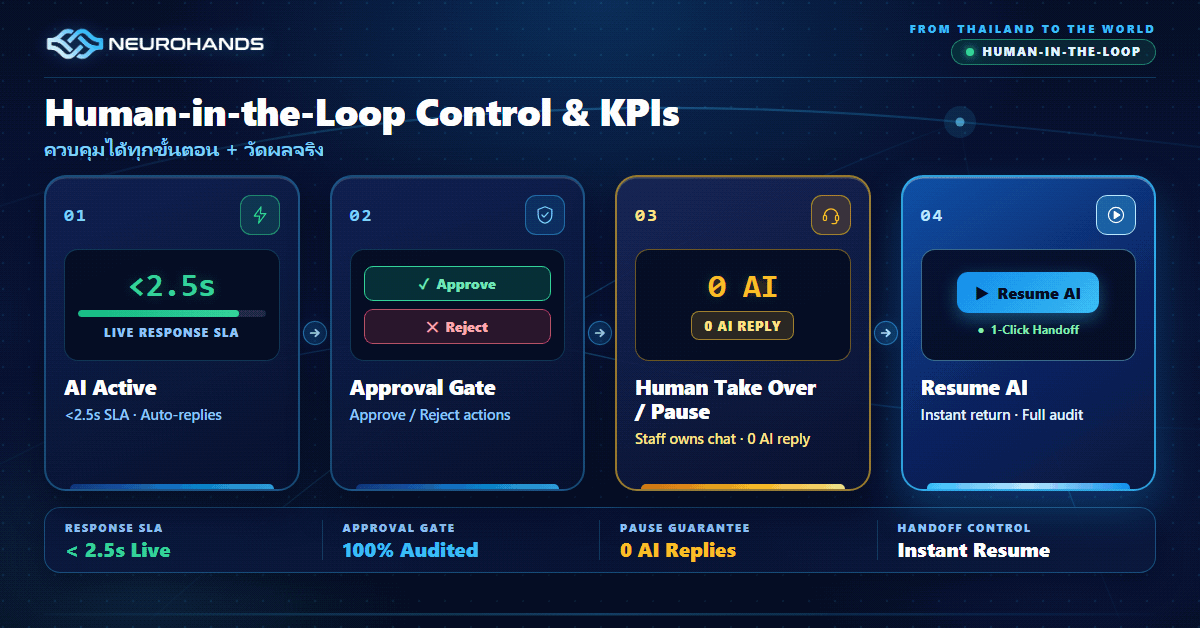 NEUROHANDS
FROM THAILAND TO THE WORLD
HUMAN-IN-THE-LOOP
Human-in-the-Loop Control & KPIs
ควบคุมได้ทุกขั้นตอน + วัดผลจริง
01
<2.5s
LIVE RESPONSE SLA
AI Active
<2.5s SLA · Auto-replies
02
✓ Approve
✕ Reject
Approval Gate
Approve / Reject actions
03
0 AI
0 AI REPLY
Human Take Over
/ Pause
Staff owns chat · 0 AI reply
04
▶ Resume AI
● 1-Click Handoff
Resume AI
Instant return · Full audit
RESPONSE SLA
< 2.5s Live
APPROVAL GATE
100% Audited
PAUSE GUARANTEE
0 AI Replies
HANDOFF CONTROL
Instant Resume